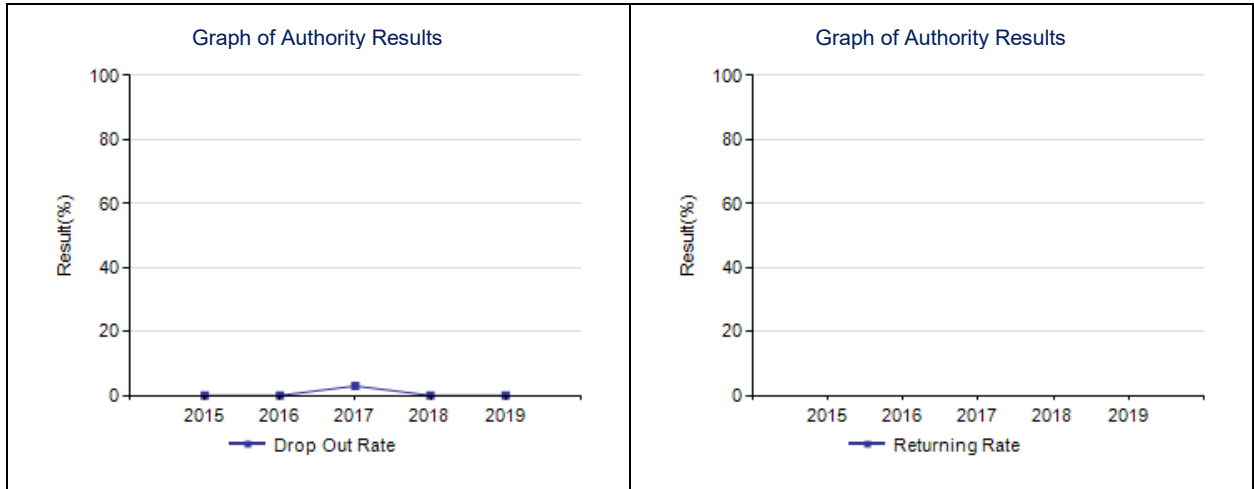 Graph of Authority Results
100
80
60
40
20
0
Result(%)
2015 2016 2017 2018 2019
Drop Out Rate
Graph of Authority Results
100
80
60
40
20
0
Result(%)
2015 2016 2017 2018 2019
Returning Rate